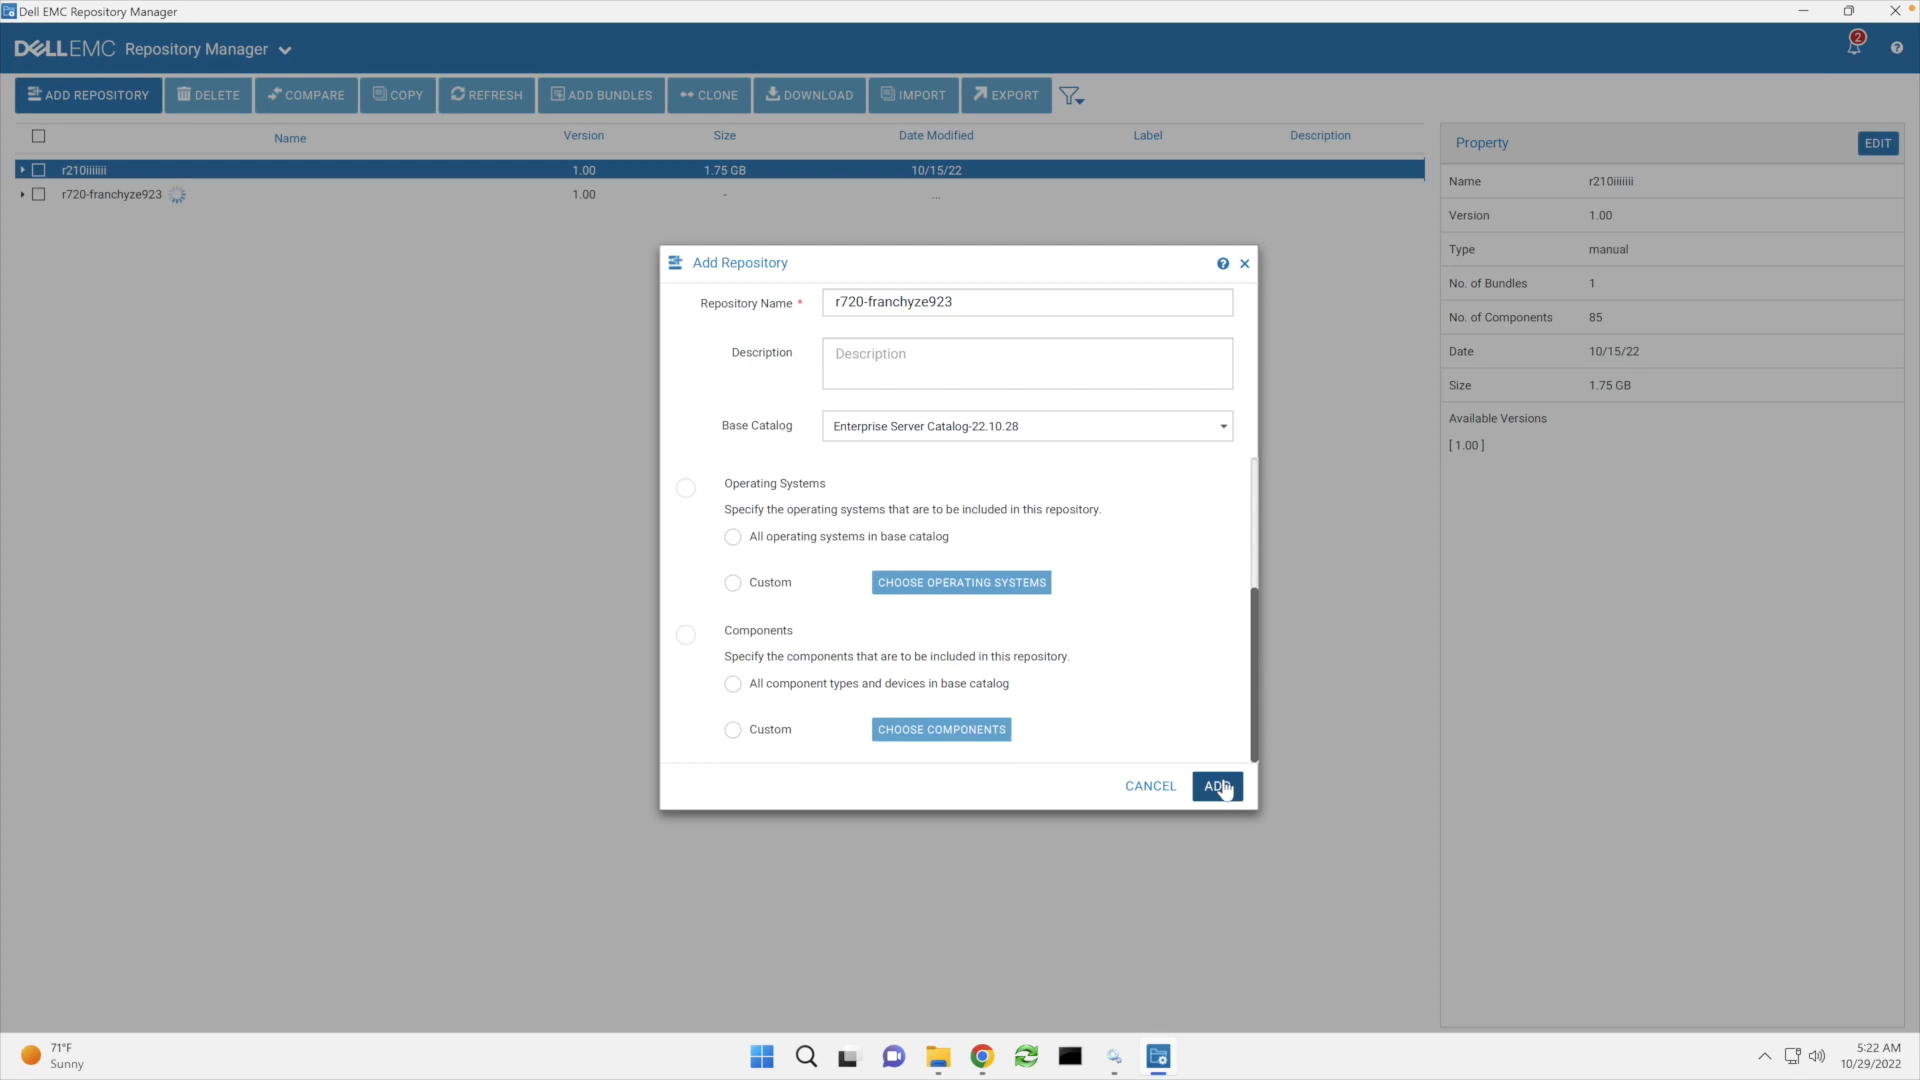 Dell EMC Repository Manager
DELLEMC Repository Manager
2
ADD REPOSITORY DELETE COMPARE COPY REFRESH ADD BUNDLES CLONE DOWNLOAD IMPORT EXPORT
Name Version Size Date Modified Label Description
r210iiiiiii 1.00 1.75 GB 10/15/22
r720-franchyze923 1.00 - ...
Property EDIT
Name r210iiiiiii
Version 1.00
Type manual
No. of Bundles 1
No. of Components 85
Date 10/15/22
Size 1.75 GB
Available Versions
[ 1.00 ]
Add Repository
Repository Name * r720-franchyze923
Description Description
Base Catalog Enterprise Server Catalog-22.10.28
Operating Systems
Specify the operating systems that are to be included in this repository.
All operating systems in base catalog
Custom CHOOSE OPERATING SYSTEMS
Components
Specify the components that are to be included in this repository.
All component types and devices in base catalog
Custom CHOOSE COMPONENTS
CANCEL ADD
71°F
Sunny
5:22 AM
10/29/2022